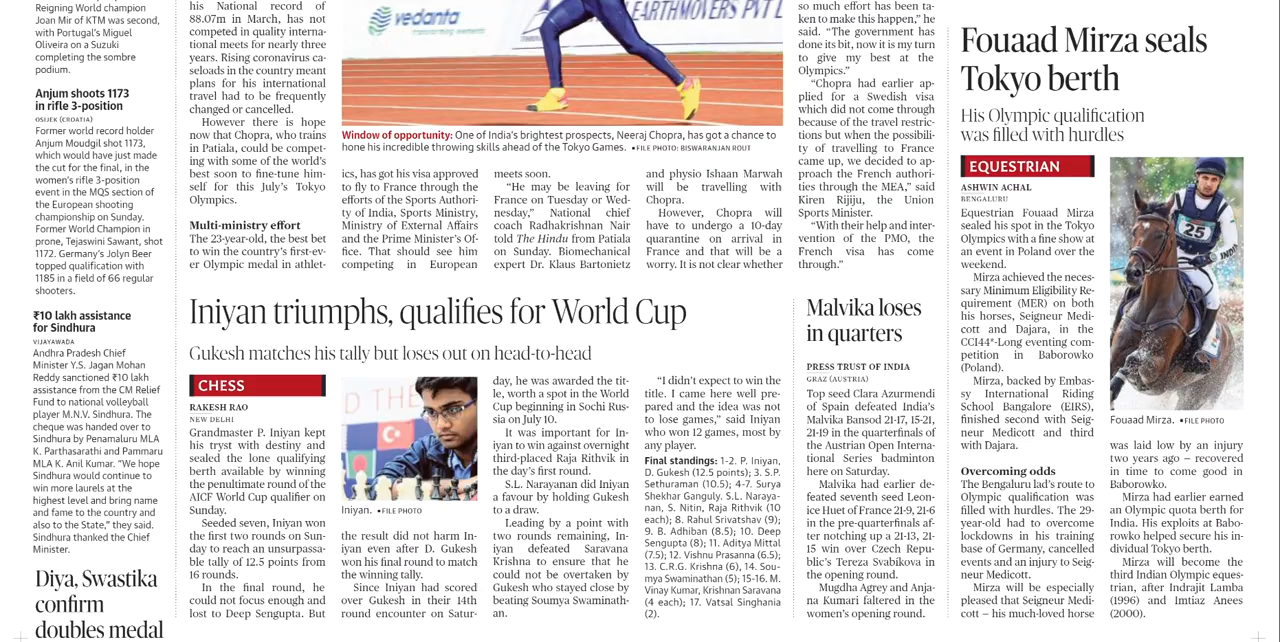 Reigning World champion
Joan Mir of KTM was second,
with Portugal's Miguel
Oliveira on a Suzuki
completing the sombre
podium.
Anjum shoots 1173
in rifle 3-position
OSIJEK (CROATIA)
Former world record holder
Anjum Moudgil shot 1173,
which would have just made
the cut for the final, in the
women's rifle 3-position
event in the MQS section of
the European shooting
championship on Sunday.
Former World Champion in
prone, Tejaswini Sawant, shot
1172. Germany's Jolyn Beer
topped qualification with
1185 in a field of 66 regular
shooters.
₹10 lakh assistance
for Sindhura
VIJAYAWADA
Andhra Pradesh Chief
Minister Y.S. Jagan Mohan
Reddy sanctioned ₹10 lakh
assistance from the CM Relief
Fund to national volleyball
player M.N.V. Sindhura. The
cheque was handed over to
Sindhura by Penamaluru MLA
K. Parthasarathi and Pammaru
MLA K. Anil Kumar. "We hope
Sindhura would continue to
win more laurels at the
highest level and bring name
and fame to the country and
also to the State," they said.
Sindhura thanked the Chief
Minister.
Diya, Swastika
confirm
doubles medal
his National record of
88.07m in March, has not
competed in quality interna-
tional meets for nearly three
years. Rising coronavirus ca-
seloads in the country meant
plans for his international
travel had to be frequently
changed or cancelled.
However there is hope
now that Chopra, who trains
in Patiala, could be compet-
ing with some of the world's
best soon to fine-tune him-
self for this July's Tokyo
Olympics.
Multi-ministry effort
The 23-year-old, the best bet
to win the country's first-ev-
er Olympic medal in athlet-
vedanta
EARTHMOVERS PVT L
Window of opportunity: One of India's brightest prospects, Neeraj Chopra, has got a chance to
hone his incredible throwing skills ahead of the Tokyo Games. •FILE PHOTO: BISWARANJAN ROUT
ics, has got his visa approved
to fly to France through the
efforts of the Sports Authori-
ty of India, Sports Ministry,
Ministry of External Affairs
and the Prime Minister's Of-
fice. That should see him
competing in European
meets soon.
"He may be leaving for
France on Tuesday or Wed-
nesday," National chief
coach Radhakrishnan Nair
told The Hindu from Patiala
on Sunday. Biomechanical
expert Dr. Klaus Bartonietz
and physio Ishaan Marwah
will be travelling with
Chopra.
However, Chopra will
have to undergo a 10-day
quarantine on arrival in
France and that will be a
worry. It is not clear whether
so much effort has been ta-
ken to make this happen," he
said. "The government has
done its bit, now it is my turn
to give my best at the
Olympics."
"Chopra had earlier ap-
plied for a Swedish visa
which did not come through
because of the travel restric-
tions but when the possibili-
ty of travelling to France
came up, we decided to ap-
proach the French authori-
ties through the MEA," said
Kiren Rijiju, the Union
Sports Minister.
"With their help and inter-
vention of the PMO, the
French visa has come
through."
Iniyan triumphs, qualifies for World Cup
Gukesh matches his tally but loses out on head-to-head
CHESS
RAKESH RAO
NEW DELHI
Grandmaster P. Iniyan kept
his tryst with destiny and
sealed the lone qualifying
berth available by winning
the penultimate round of the
AICF World Cup qualifier on
Sunday.
Seeded seven, Iniyan won
the first two rounds on Sun-
day to reach an unsurpassa-
ble tally of 12.5 points from
16 rounds.
In the final round, he
could not focus enough and
lost to Deep Sengupta. But
D THE
Iniyan. •FILE PHOTO
the result did not harm In-
iyan even after D. Gukesh
won his final round to match
the winning tally.
Since Iniyan had scored
over Gukesh in their 14th
round encounter on Satur-
day, he was awarded the tit-
le, worth a spot in the World
Cup beginning in Sochi Rus-
sia on July 10.
It was important for In-
iyan to win against overnight
third-placed Raja Rithvik in
the day's first round.
S.L. Narayanan did Iniyan
a favour by holding Gukesh
to a draw.
Leading by a point with
two rounds remaining, In-
iyan defeated Saravana
Krishna to ensure that he
could not be overtaken by
Gukesh who stayed close by
beating Soumya Swaminath-
an.
"I didn't expect to win the
title. I came here well pre-
pared and the idea was not
to lose games," said Iniyan
who won 12 games, most by
any player.
Final standings: 1-2. P. Iniyan,
D. Gukesh (12.5 points); 3. S.P.
Sethuraman (10.5); 4-7. Surya
Shekhar Ganguly. S.L. Naraya-
nan, S. Nitin, Raja Rithvik (10
each); 8. Rahul Srivatshav (9);
9. B. Adhiban (8.5); 10. Deep
Sengupta (8); 11. Aditya Mittal
(7.5); 12. Vishnu Prasanna (6.5);
13. C.R.G. Krishna (6), 14. Sou-
mya Swaminathan (5); 15-16. M.
Vinay Kumar, Krishnan Saravana
(4 each); 17. Vatsal Singhania
(2).
Malvika loses
in quarters
PRESS TRUST OF INDIA
GRAZ (AUSTRIA)
Top seed Clara Azurmendi
of Spain defeated India's
Malvika Bansod 21-17, 15-21,
21-19 in the quarterfinals of
the Austrian Open Interna-
tional Series badminton
here on Saturday.
Malvika had earlier de-
feated seventh seed Leon-
ice Huet of France 21-9, 21-6
in the pre-quarterfinals af-
ter notching up a 21-13, 21-
15 win over Czech Repu-
blic's Tereza Svabíkova in
the opening round.
Mugdha Agrey and Anja-
na Kumari faltered in the
women's opening round.
Fouaad Mirza seals
Tokyo berth
His Olympic qualification
was filled with hurdles
EQUESTRIAN
ASHWIN ACHAL
BENGALURU
Equestrian Fouaad Mirza
sealed his spot in the Tokyo
Olympics with a fine show at
an event in Poland over the
weekend.
Mirza achieved the neces-
sary Minimum Eligibility Re-
quirement (MER) on both
his horses, Seigneur Medi-
cott and Dajara, in the
CCI44*-Long eventing com-
petition in Baborowko
(Poland).
Mirza, backed by Embas-
sy International Riding
School Bangalore (EIRS),
finished second with Seig-
neur Medicott and third
with Dajara.
Overcoming odds
The Bengaluru lad's route to
Olympic qualification was
filled with hurdles. The 29-
year-old had to overcome
lockdowns in his training
base of Germany, cancelled
events and an injury to Seig-
neur Medicott.
Mirza will be especially
pleased that Seigneur Medi-
cott – his much-loved horse
25
Fouaad Mirza. •FILE PHOTO
was laid low by an injury
two years ago – recovered
in time to come good in
Baborowko.
Mirza had earlier earned
an Olympic quota berth for
India. His exploits at Babo-
rowko helped secure his in-
dividual Tokyo berth.
Mirza will become the
third Indian Olympic eques-
trian, after Indrajit Lamba
(1996) and Imtiaz Anees
(2000).